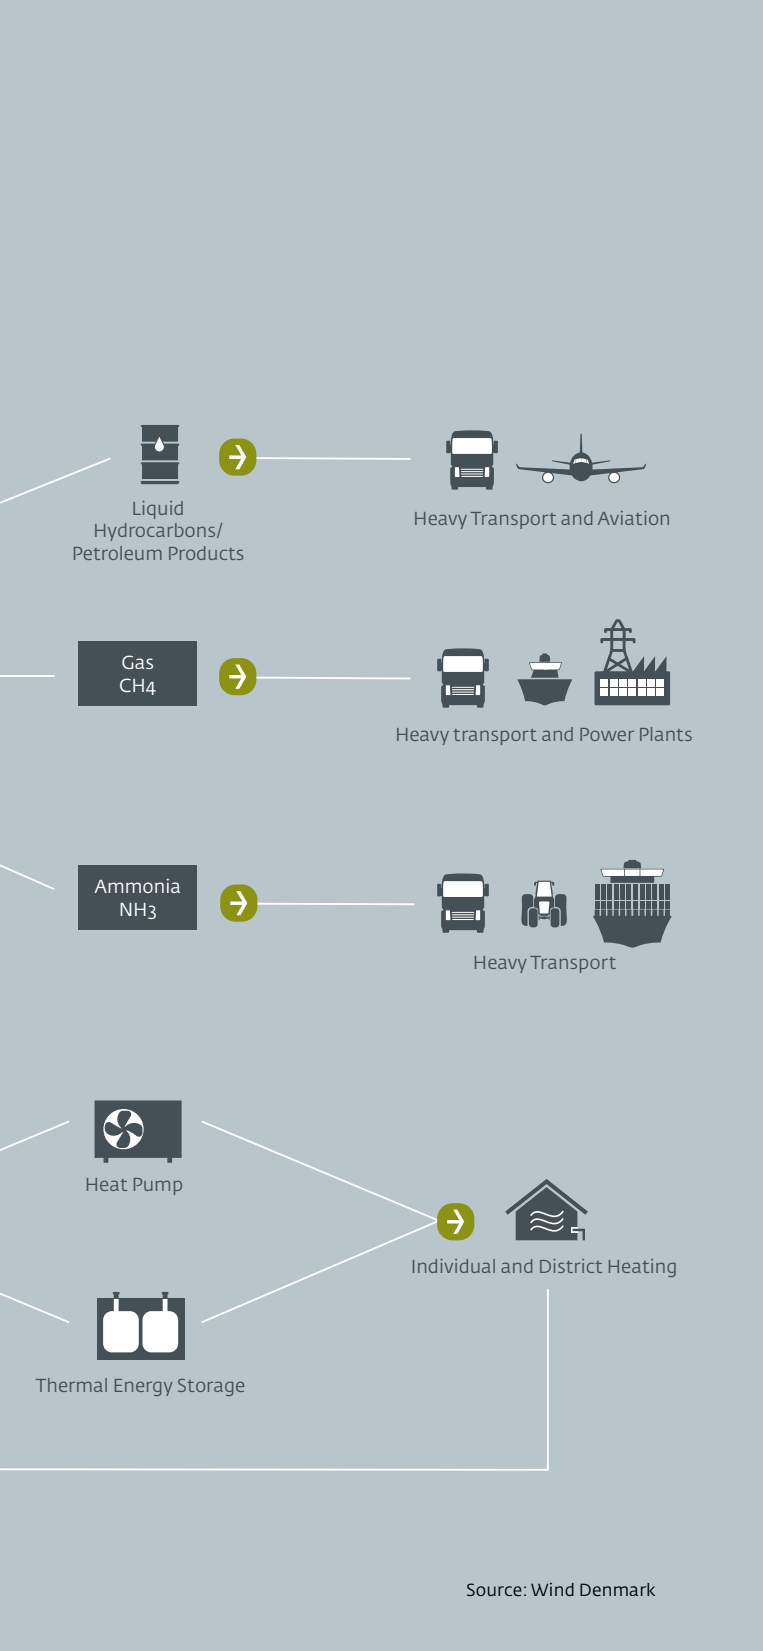 Liquid
Hydrocarbons/
Petroleum Products
Heavy Transport and Aviation
Gas
CH4
Heavy transport and Power Plants
Ammonia
NH3
Heavy Transport
Heat Pump
Individual and District Heating
Thermal Energy Storage
Source: Wind Denmark